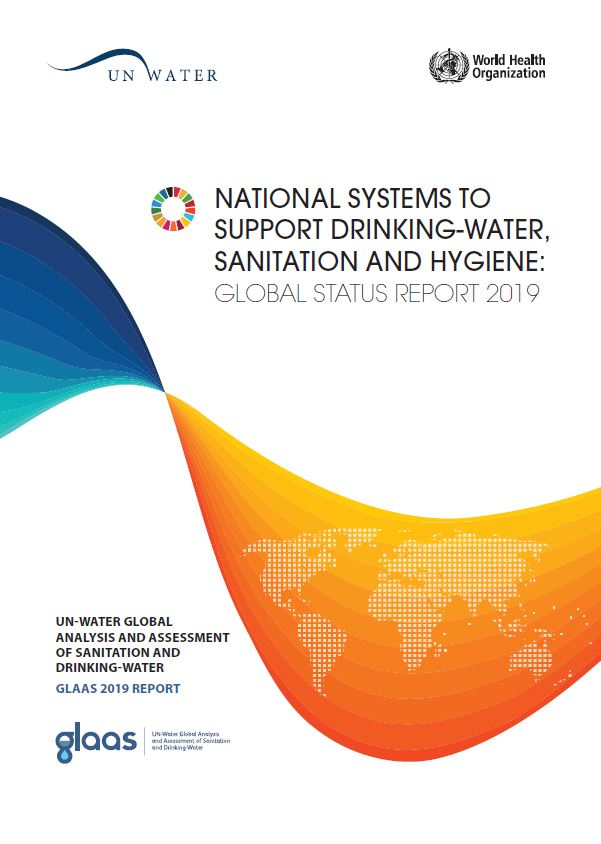 UN WATER
World Health
Organization
NATIONAL SYSTEMS TO
SUPPORT DRINKING-WATER,
SANITATION AND HYGIENE:
GLOBAL STATUS REPORT 2019
UN-WATER GLOBAL
ANALYSIS AND ASSESSMENT
OF SANITATION AND
DRINKING-WATER
GLAAS 2019 REPORT
glaas
UN-Water Global Analysis
and Assessment of Sanitation
and Drinking-Water